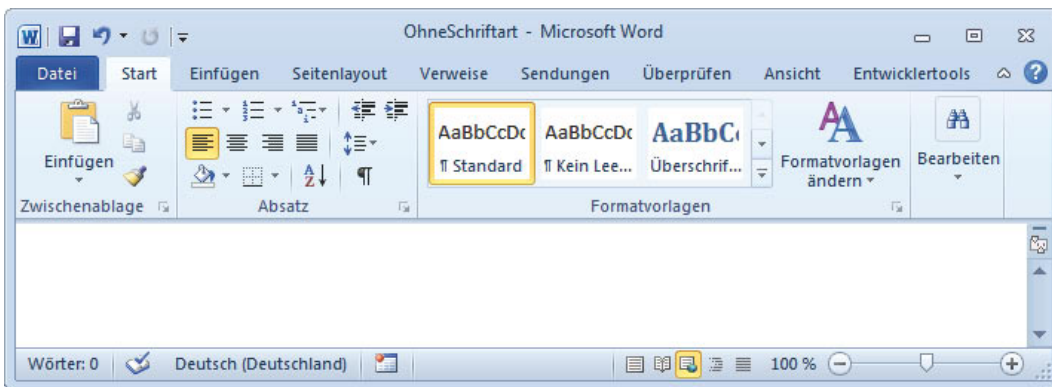 OhneSchriftart - Microsoft Word
Datei Start Einfügen Seitenlayout Verweise Sendungen Überprüfen Ansicht Entwicklertools
AaBbCcDc AaBbCcDc AaBbC
Einfügen ¶ Standard ¶ Kein Lee... Überschrif... Formatvorlagen ändern Bearbeiten
Zwischenablage Absatz Formatvorlagen
Wörter: 0 Deutsch (Deutschland) 100 %